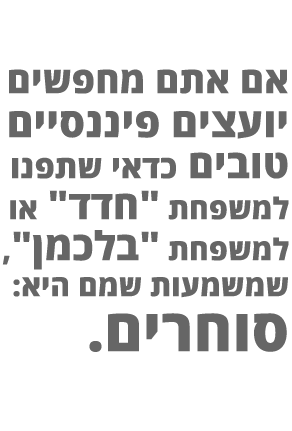 אם אתם מחפשים
יועצים פיננסיים
טובים כדאי שתפנו
למשפחת "חדד" או
למשפחת "בלכמן",
שמשמעות שמם היא:
סוחרים.